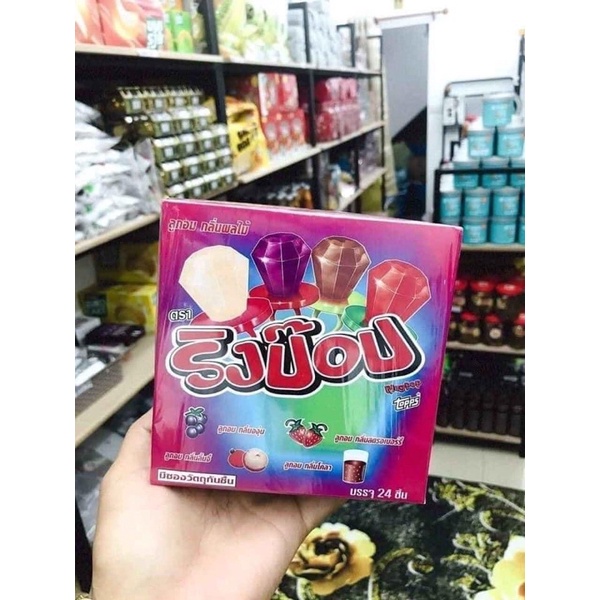 ลูกอม กลิ่นผลไม้
ตรา
ริงป๊อป
Ring Pop
Topps
ลูกอม กลิ่นองุ่น
ลูกอม กลิ่นสตรอเบอร์รี่
ลูกอม กลิ่นลิ้นจี่
ลูกอม กลิ่นโคลา
มีซองวัตถุกันชื้น
บรรจุ 24 ชิ้น